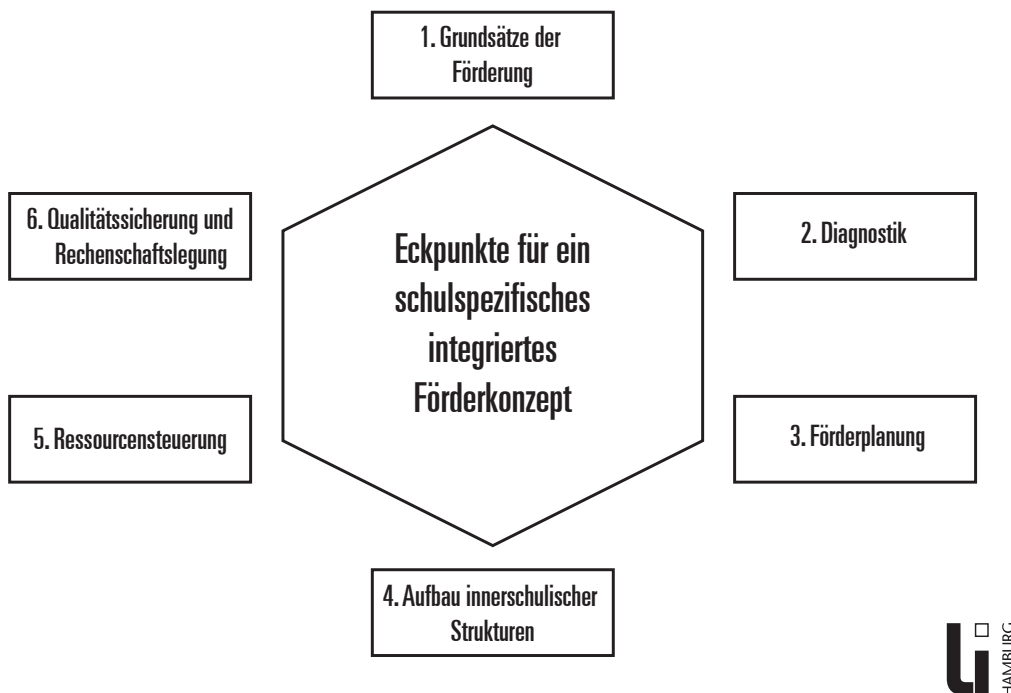 1. Grundsätze der
Förderung
2. Diagnostik
3. Förderplanung
4. Aufbau innerschulischer
Strukturen
5. Ressourcensteuerung
6. Qualitätssicherung und
Rechenschaftslegung
Eckpunkte für ein
schulspezifisches
integriertes
Förderkonzept
Li
HAMBURG